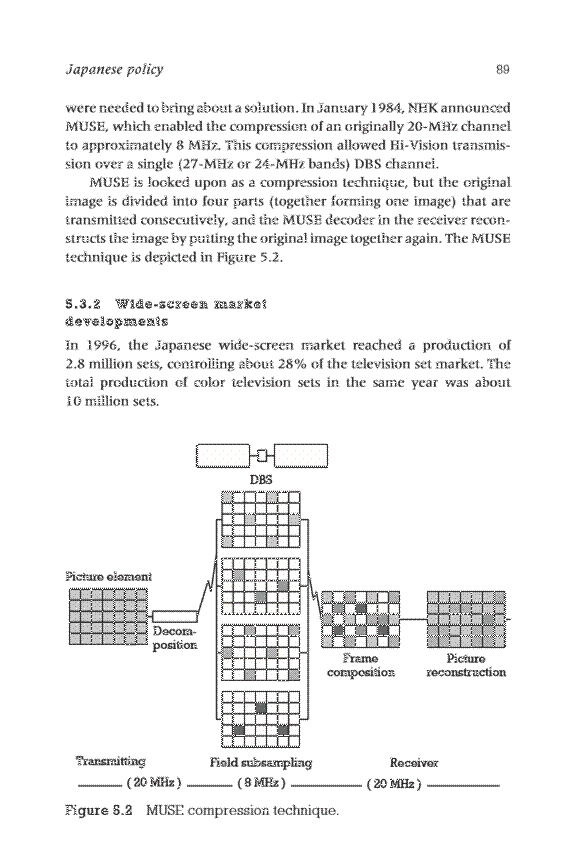 Japanese policy 89
were needed to bring about a solution. In January 1984, NHK announced
MUSE, which enabled the compression of an originally 20-MHz channel
to approximately 8 MHz. This compression allowed Hi-Vision transmis-
sion over a single (27-MHz or 24-MHz bands) DBS channel.
MUSE is looked upon as a compression technique, but the original
image is divided into four parts (together forming one image) that are
transmitted consecutively, and the MUSE decoder in the receiver recon-
structs the image by putting the original image together again. The MUSE
technique is depicted in Figure 5.2.
5.3.2 Wide-screen market
developments
In 1996, the Japanese wide-screen market reached a production of
2.8 million sets, controlling about 28% of the television set market. The
total production of color television sets in the same year was about
10 million sets.
DBS
Picture element
Decom-
position
Frame
composition
Picture
reconstruction
Transmitting Field subsampling Receiver
(20 MHz) (8 MHz) (20 MHz)
Figure 5.2 MUSE compression technique.